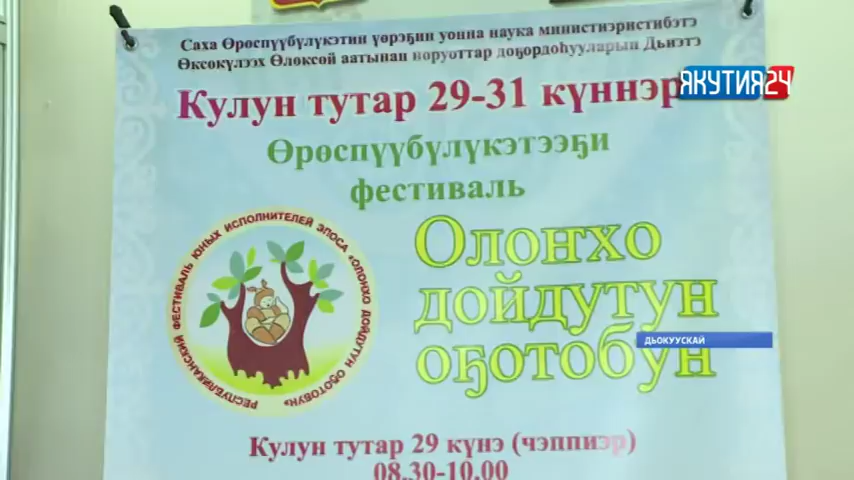 Саха Өрөспүүбүлүкэтин үөрэҕин уонна наука министиэристибэтэ
Өксөкүлээх Өлөксөй аатынан норуоттар доҕордоһууларын Дьиэтэ
Кулун тутар 29-31 күннэр
ЯКУТИЯ24
Өрөспүүбүлүкэтээҕи
фестиваль
РЕСПУБЛИКАНСКИЙ ФЕСТИВАЛЬ ЮНЫХ ИСПОЛНИТЕЛЕЙ ЭПОСА «ОЛОНХО ДОЙДУТУН ОҔОТОБУН»
Олоҥхо
дойдутун
оҕотобун
ДЬОКУУСКАЙ
Кулун тутар 29 күнэ (чэппиэр)
08.30-10.00